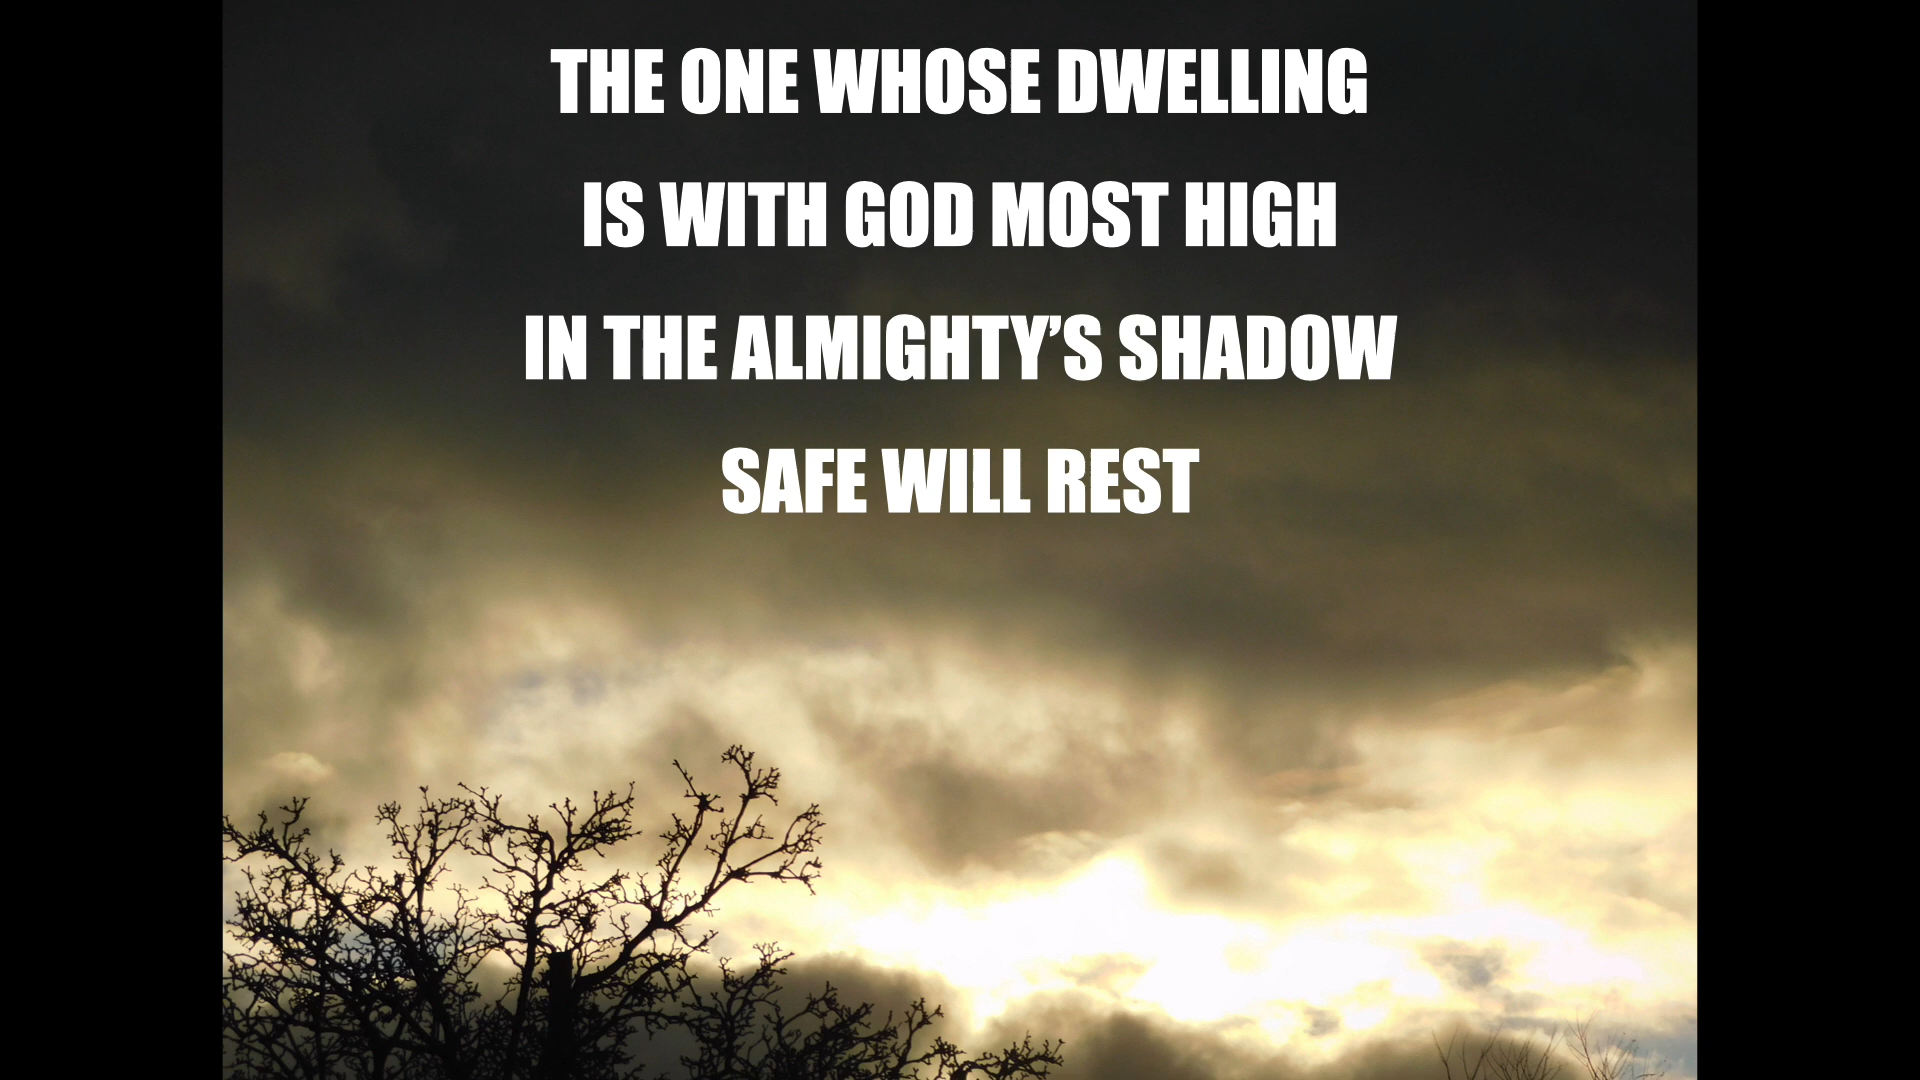 THE ONE WHOSE DWELLING
IS WITH GOD MOST HIGH
IN THE ALMIGHTY’S SHADOW
SAFE WILL REST